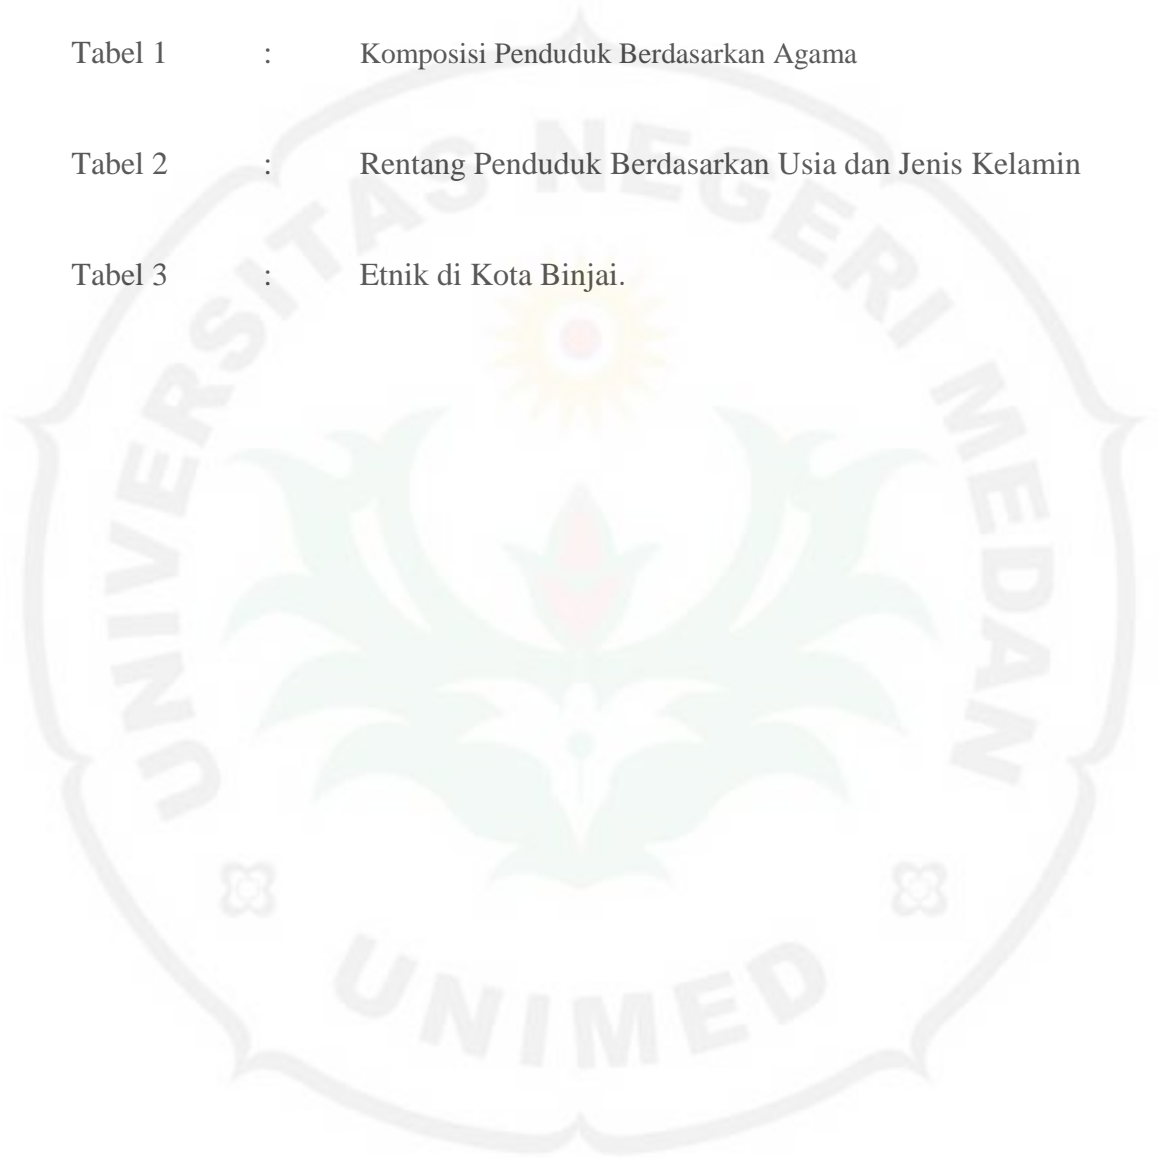 Tabel 1 : Komposisi Penduduk Berdasarkan Agama
Tabel 2 : Rentang Penduduk Berdasarkan Usia dan Jenis Kelamin
Tabel 3 : Etnik di Kota Binjai.
UNIVERSITAS NEGERI MEDAN
UNIMED